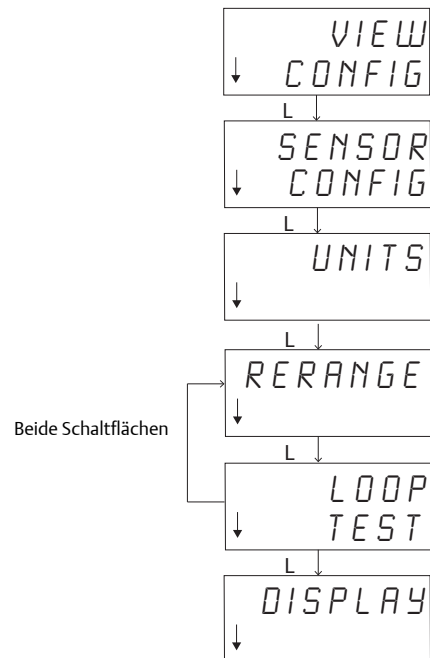 VIEW
CONFIG
L
SENSOR
CONFIG
L
UNITS
L
RERANGE
Beide Schaltflächen
L
LOOP
TEST
L
DISPLAY